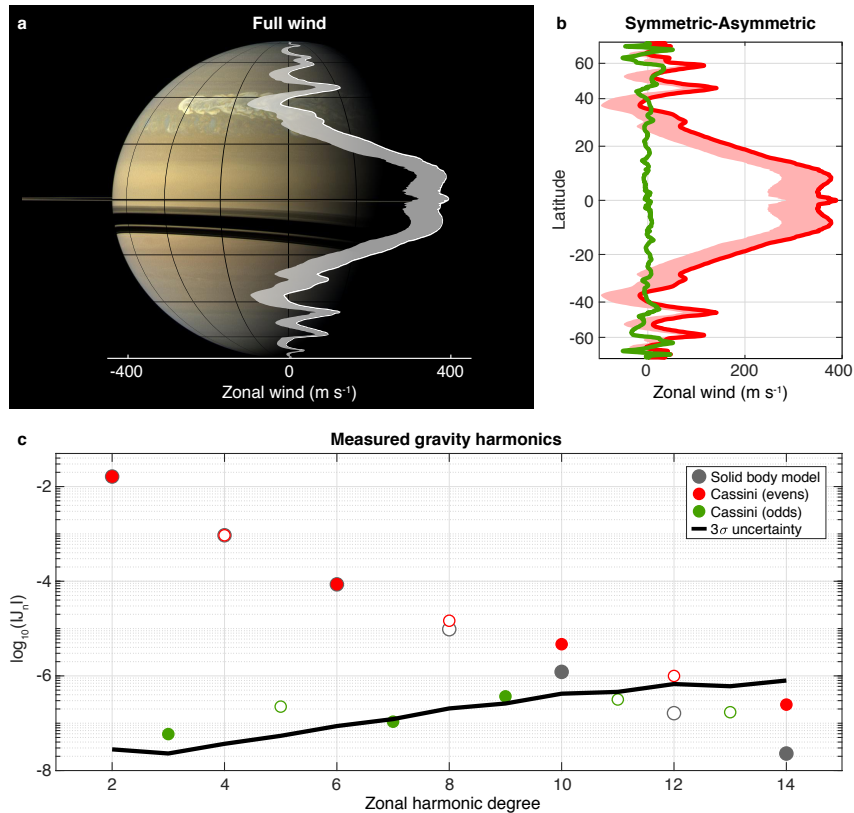 a Full wind
-400 0 400
Zonal wind (m s⁻¹)
b Symmetric-Asymmetric
60
40
20
0
-20
-40
-60
Latitude
0 200 400
Zonal wind (m s⁻¹)
c Measured gravity harmonics
Solid body model
Cassini (evens)
Cassini (odds)
3σ uncertainty
-2
-4
-6
-8
log₁₀(|Jₙ|)
2 4 6 8 10 12 14
Zonal harmonic degree